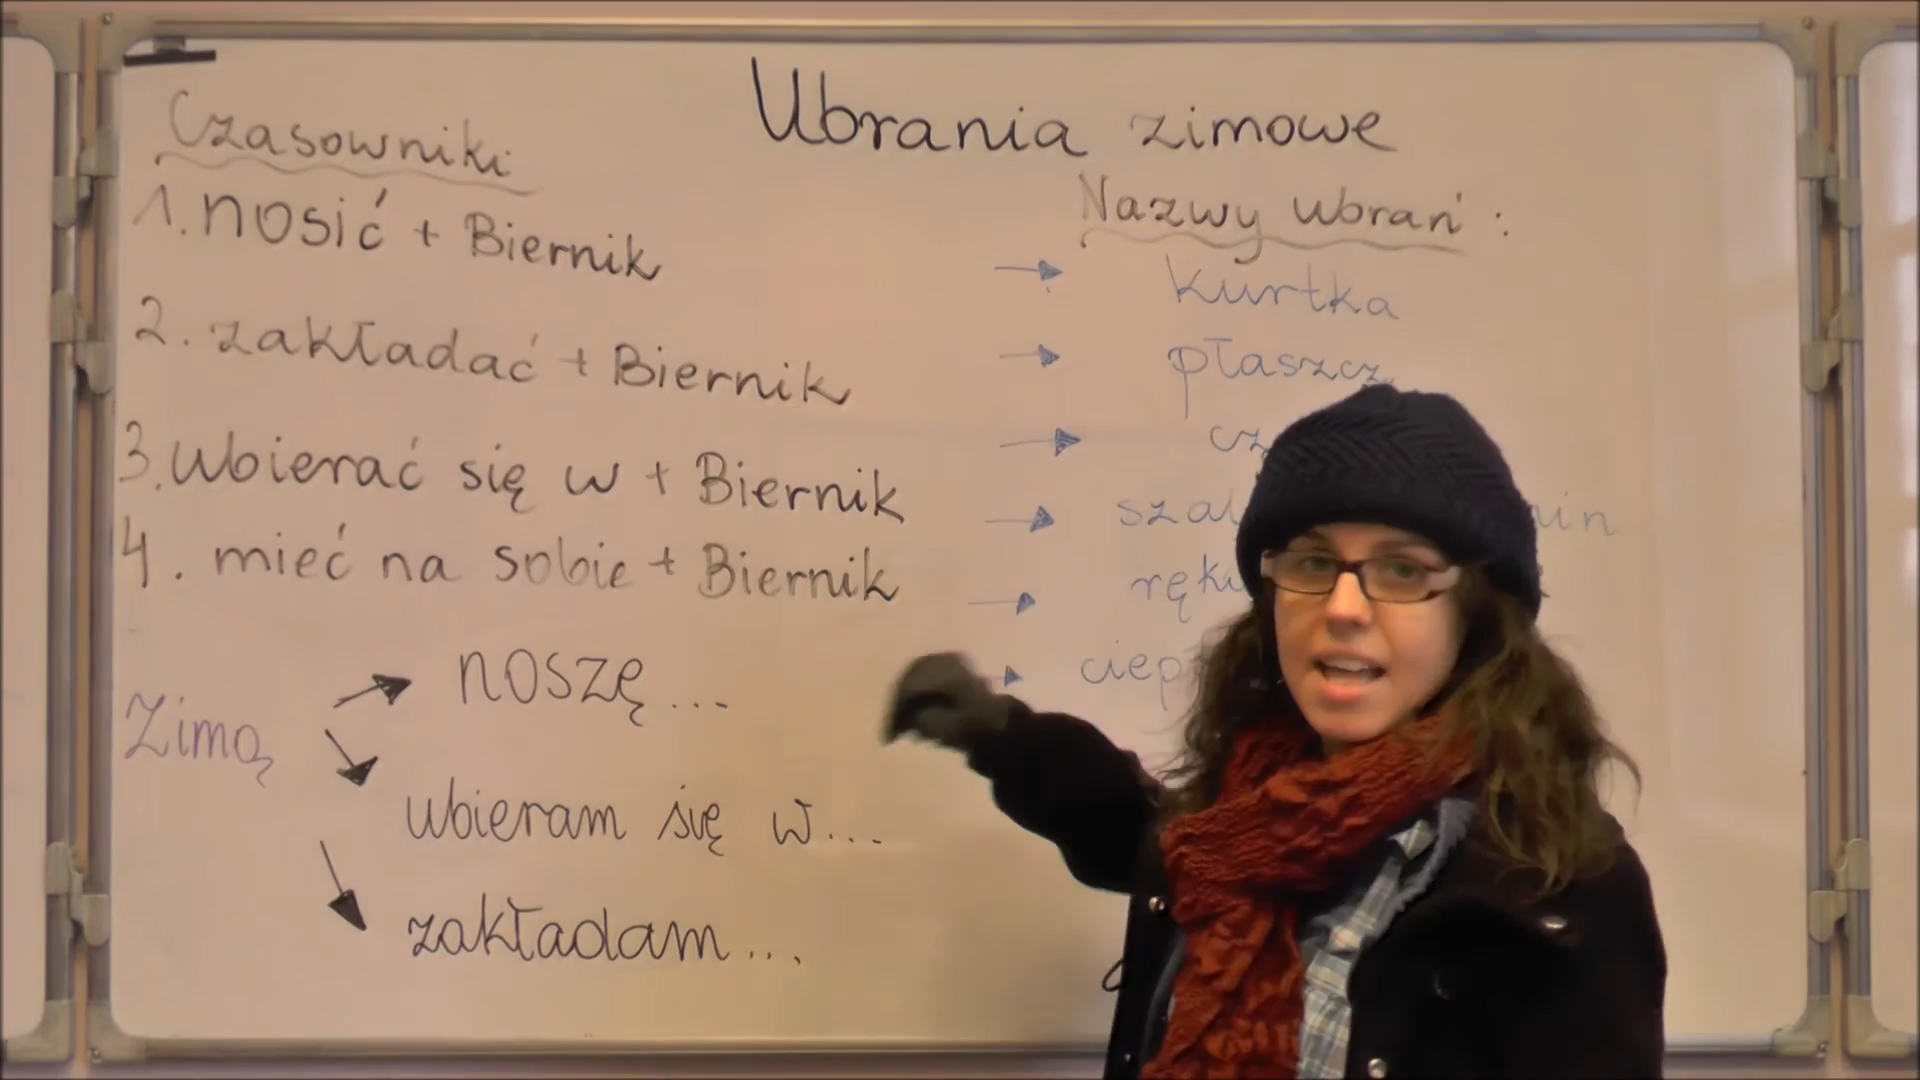 Ubrania zimowe
Czasowniki
1. nosić + Biernik
2. zakładać + Biernik
3. ubierać się w + Biernik
4. mieć na sobie + Biernik
Zimą
noszę...
ubieram się w...
zakładam...
Nazwy ubrań:
kurtka
płaszcz